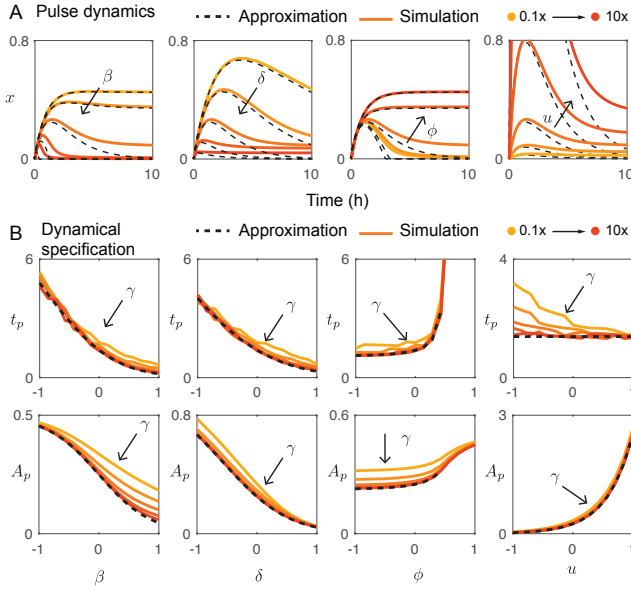 A Pulse dynamics Approximation Simulation 0.1x 10x
0.8 0.8 0.8 0.8
x β δ ϕ u
0 0 0 0
0 10 0 10 0 10 0 10
Time (h)
B Dynamical specification Approximation Simulation 0.1x 10x
6 6 6 4
t_p γ t_p γ t_p γ t_p γ
0 0 0 0
0.5 0.8 0.6 3
A_p γ A_p γ A_p γ A_p γ
0 0 0 0
-1 0 1 -1 0 1 -1 0 1 -1 0 1
β δ ϕ u